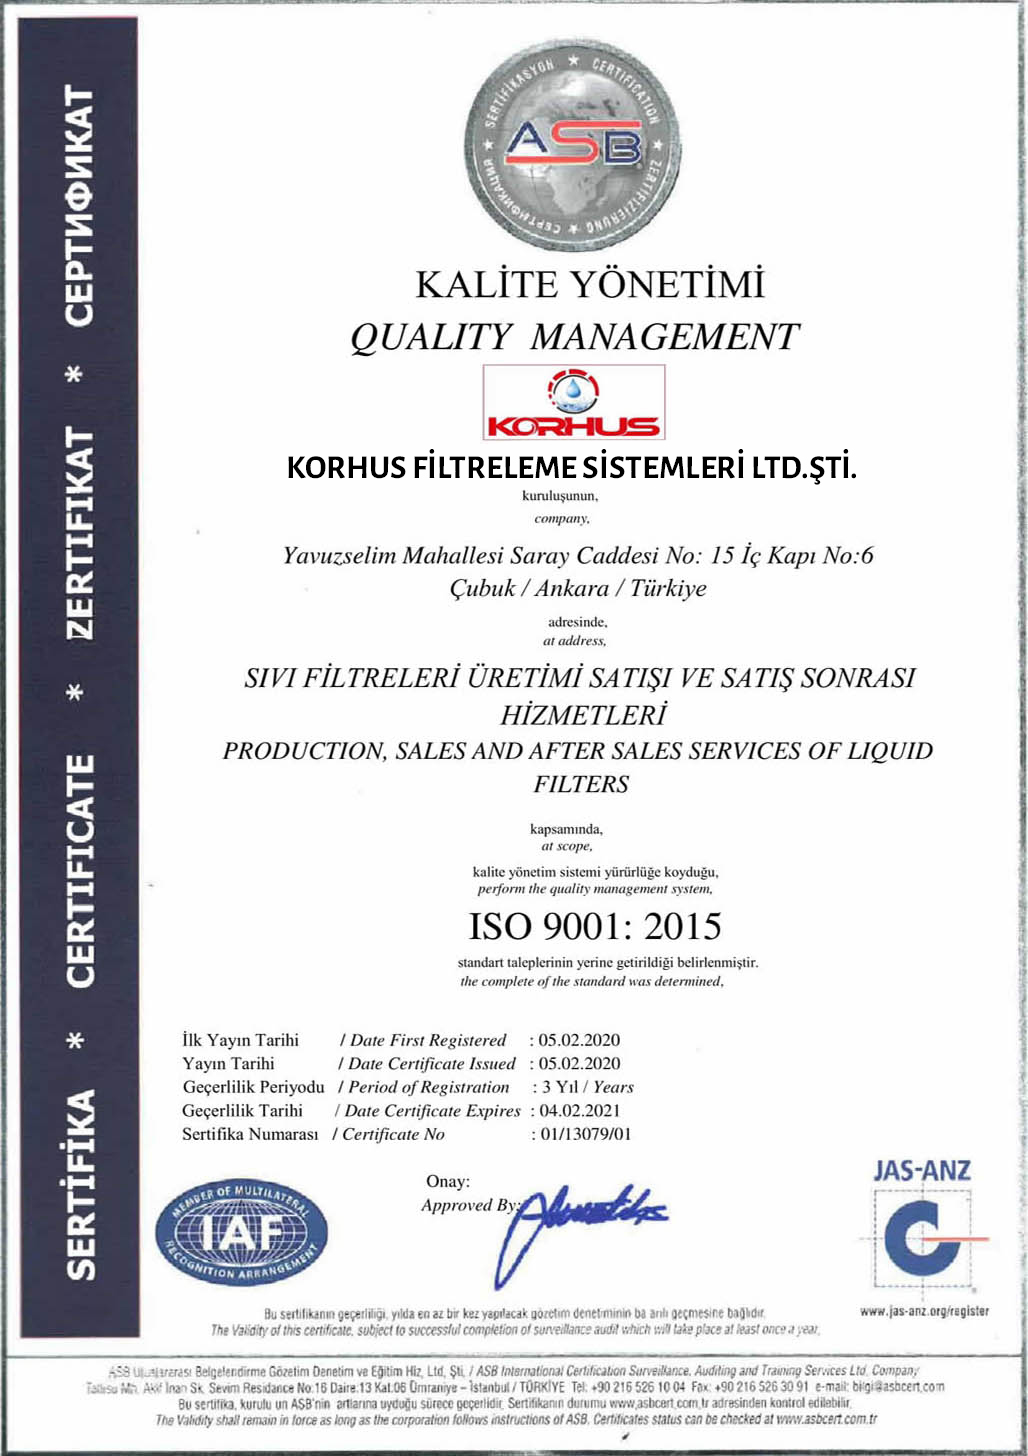 SERTİFİKA * CERTIFICATE * ZERTIFIKAT * СЕРТИФИКАТ
SERTİFİKASYON ★ CERTIFICATION ★ ZERTIFIZIERUNG ★ СЕРТИФИКАЦИЯ ★
ASB
KALİTE YÖNETİMİ
QUALITY MANAGEMENT
KORHUS
KORHUS FİLTRELEME SİSTEMLERİ LTD.ŞTİ.
kuruluşunun,
company,
Yavuzselim Mahallesi Saray Caddesi No: 15 İç Kapı No:6
Çubuk / Ankara / Türkiye
adresinde,
at address,
SIVI FİLTRELERİ ÜRETİMİ SATIŞI VE SATIŞ SONRASI
HİZMETLERİ
PRODUCTION, SALES AND AFTER SALES SERVICES OF LIQUID
FILTERS
kapsamında,
at scope,
kalite yönetim sistemi yürürlüğe koyduğu,
perform the quality management system,
ISO 9001: 2015
standart taleplerinin yerine getirildiği belirlenmiştir.
the complete of the standard was determined,
İlk Yayın Tarihi / Date First Registered : 05.02.2020
Yayın Tarihi / Date Certificate Issued : 05.02.2020
Geçerlilik Periyodu / Period of Registration : 3 Yıl / Years
Geçerlilik Tarihi / Date Certificate Expires : 04.02.2021
Sertifika Numarası / Certificate No : 01/13079/01
Onay:
Approved By:
MEMBER OF MULTILATERAL
IAF
RECOGNITION ARRANGEMENT
JAS-ANZ
www.jas-anz.org/register
Bu sertifikanın geçerliliği, yılda en az bir kez yapılacak gözetim denetiminin ba arılı geçmesine bağlıdır.
The Validity of this certificate, subject to successful completion of surveillance audit which will take place at least once a year,
ASB Uluslararası Belgelendirme Gözetim Denetim ve Eğitim Hiz, Ltd, Şti, / ASB International Certification Surveillance, Auditing and Training Services Ltd, Company
Mh. Akif İnan Sk, Sevim Residance No:16 Daire:13 Kat:06 Ümraniye – İstanbul / TÜRKİYE Tel: +90 216 526 10 04 Fax: +90 216 526 30 91 e-mail: bilgi@asbcert.com
Bu sertifika, kurulu un ASB'nin artlarına uyduğu sürece geçerlidir. Sertifikanın durumu www.asbcert.com.tr adresinden kontrol edilebilir.
The Validity shall remain in force as long as the corporation follows instructions of ASB. Certificates status can be checked at www.asbcert.com.tr